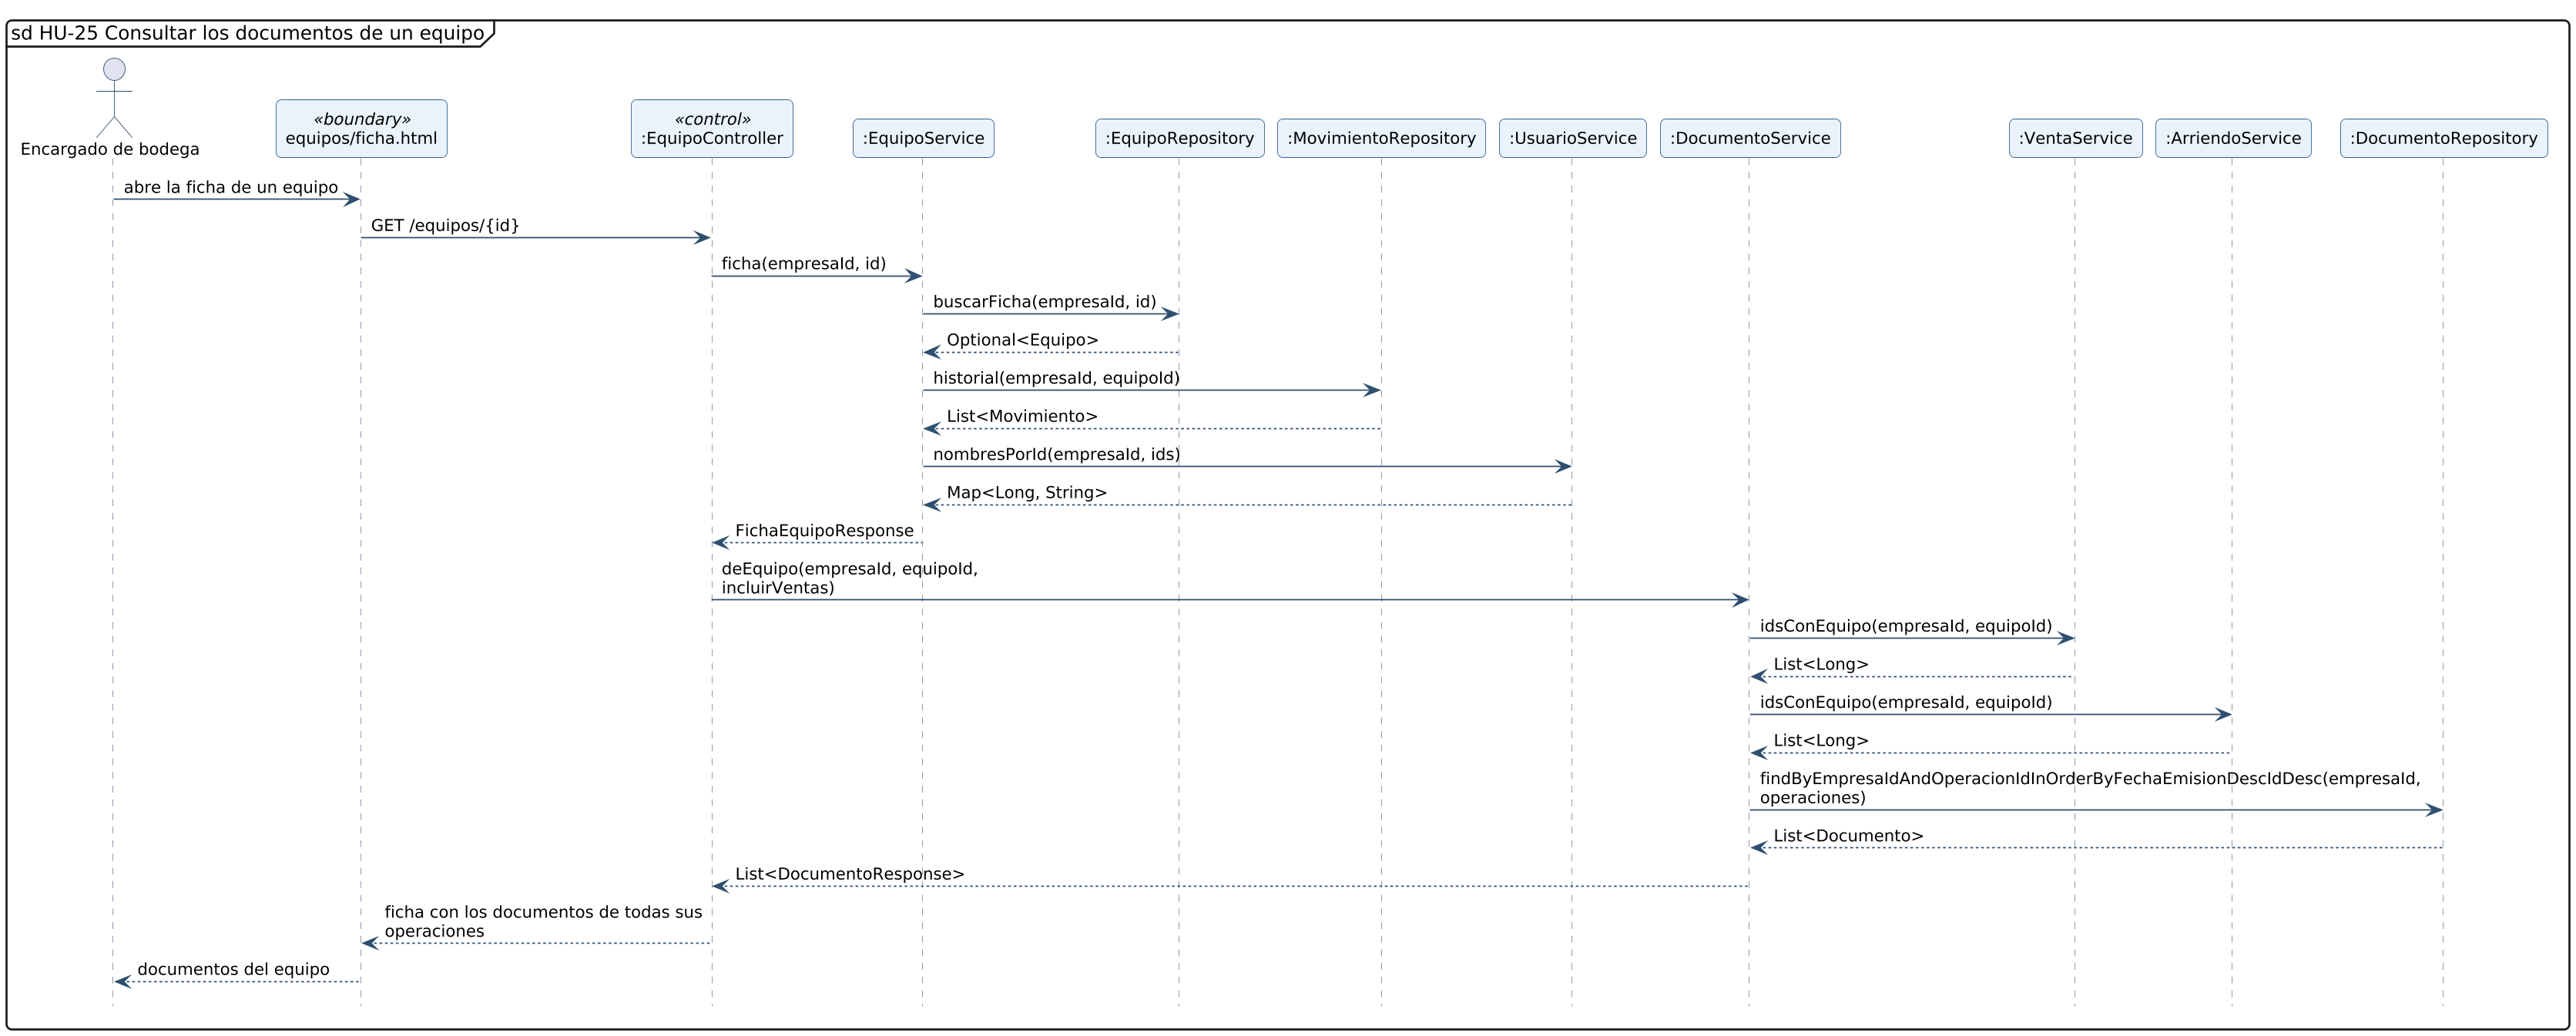 sd HU-25 Consultar los documentos de un equipo
Encargado de bodega
«boundary»
equipos/ficha.html
«control»
:EquipoController
:EquipoService
:EquipoRepository
:MovimientoRepository
:UsuarioService
:DocumentoService
:VentaService
:ArriendoService
:DocumentoRepository
abre la ficha de un equipo
GET /equipos/{id}
ficha(empresaId, id)
buscarFicha(empresaId, id)
Optional<Equipo>
historial(empresaId, equipoId)
List<Movimiento>
nombresPorId(empresaId, ids)
Map<Long, String>
FichaEquipoResponse
deEquipo(empresaId, equipoId,
incluirVentas)
idsConEquipo(empresaId, equipoId)
List<Long>
idsConEquipo(empresaId, equipoId)
List<Long>
findByEmpresaIdAndOperacionIdInOrderByFechaEmisionDescIdDesc(empresaId,
operaciones)
List<Documento>
List<DocumentoResponse>
ficha con los documentos de todas sus
operaciones
documentos del equipo